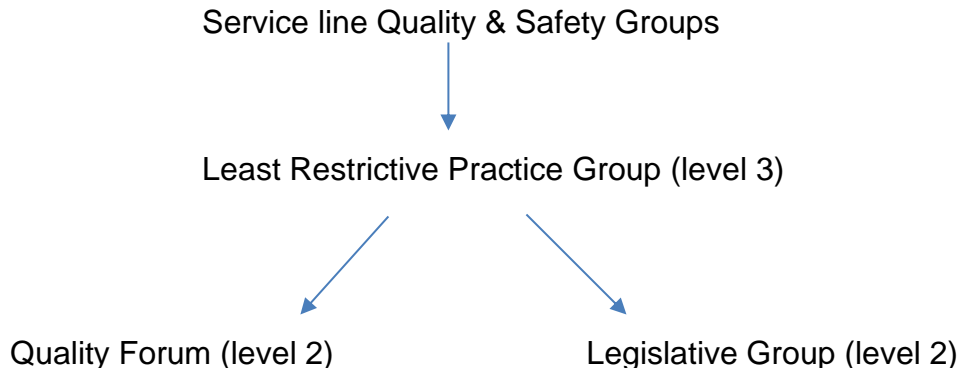 Service line Quality & Safety Groups
Least Restrictive Practice Group (level 3)
Quality Forum (level 2)
Legislative Group (level 2)